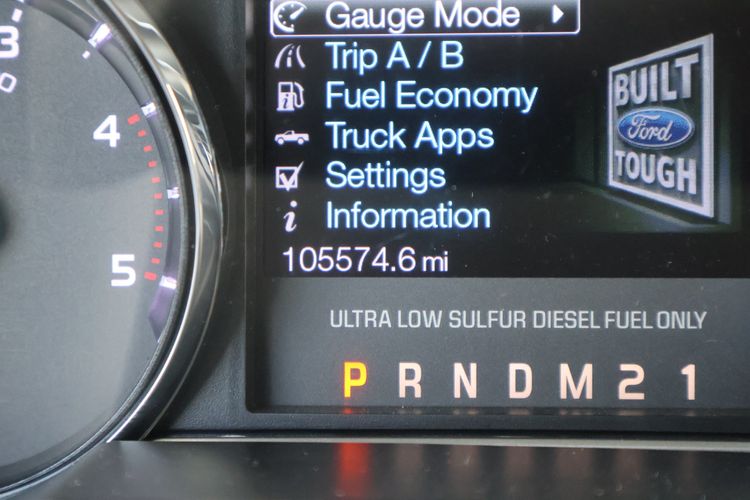 3
0
4
5
Gauge Mode
Trip A / B
Fuel Economy
Truck Apps
Settings
Information
105574.6 mi
BUILT
Ford
TOUGH
ULTRA LOW SULFUR DIESEL FUEL ONLY
P R N D M 2 1